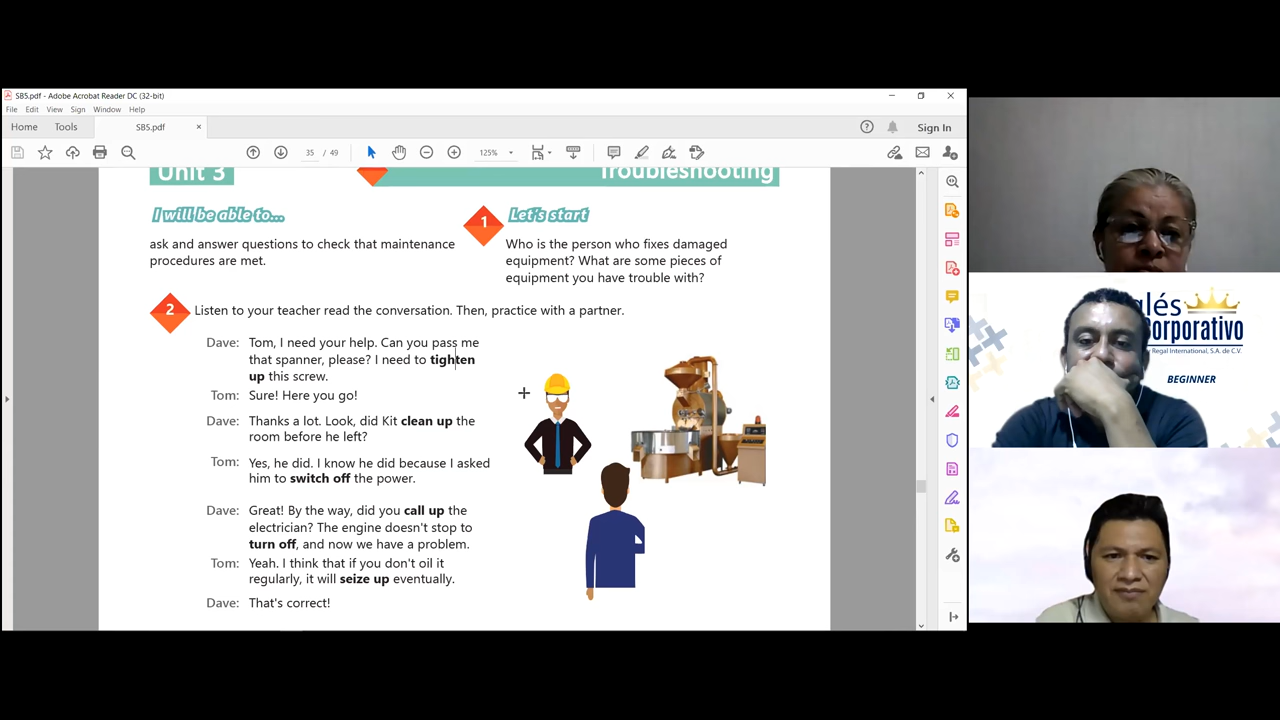 SB5.pdf - Adobe Acrobat Reader DC (32-bit)
File Edit View Sign Window Help
Home Tools SB5.pdf × Sign In
35 / 49 125%
Unit 3 Troubleshooting
I will be able to...
ask and answer questions to check that maintenance
procedures are met.
1 Let's start
Who is the person who fixes damaged
equipment? What are some pieces of
equipment you have trouble with?
2 Listen to your teacher read the conversation. Then, practice with a partner.
Dave: Tom, I need your help. Can you pass me
that spanner, please? I need to tighten
up this screw.
Tom: Sure! Here you go!
Dave: Thanks a lot. Look, did Kit clean up the
room before he left?
Tom: Yes, he did. I know he did because I asked
him to switch off the power.
Dave: Great! By the way, did you call up the
electrician? The engine doesn't stop to
turn off, and now we have a problem.
Tom: Yeah. I think that if you don't oil it
regularly, it will seize up eventually.
Dave: That's correct!
glés
Corporativo
Regal International, S.A. de C.V.
BEGINNER